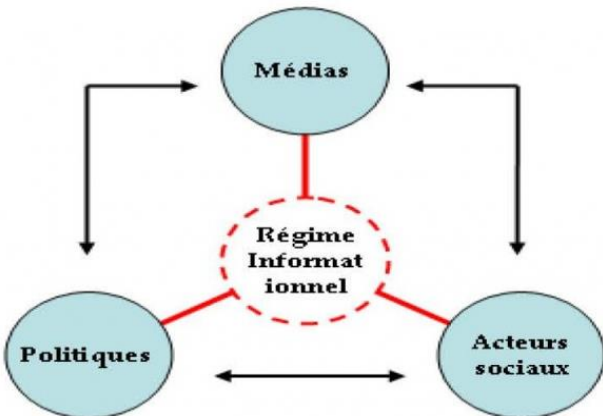 Médias
Régime
Informat
ionnel
Politiques
Acteurs
sociaux